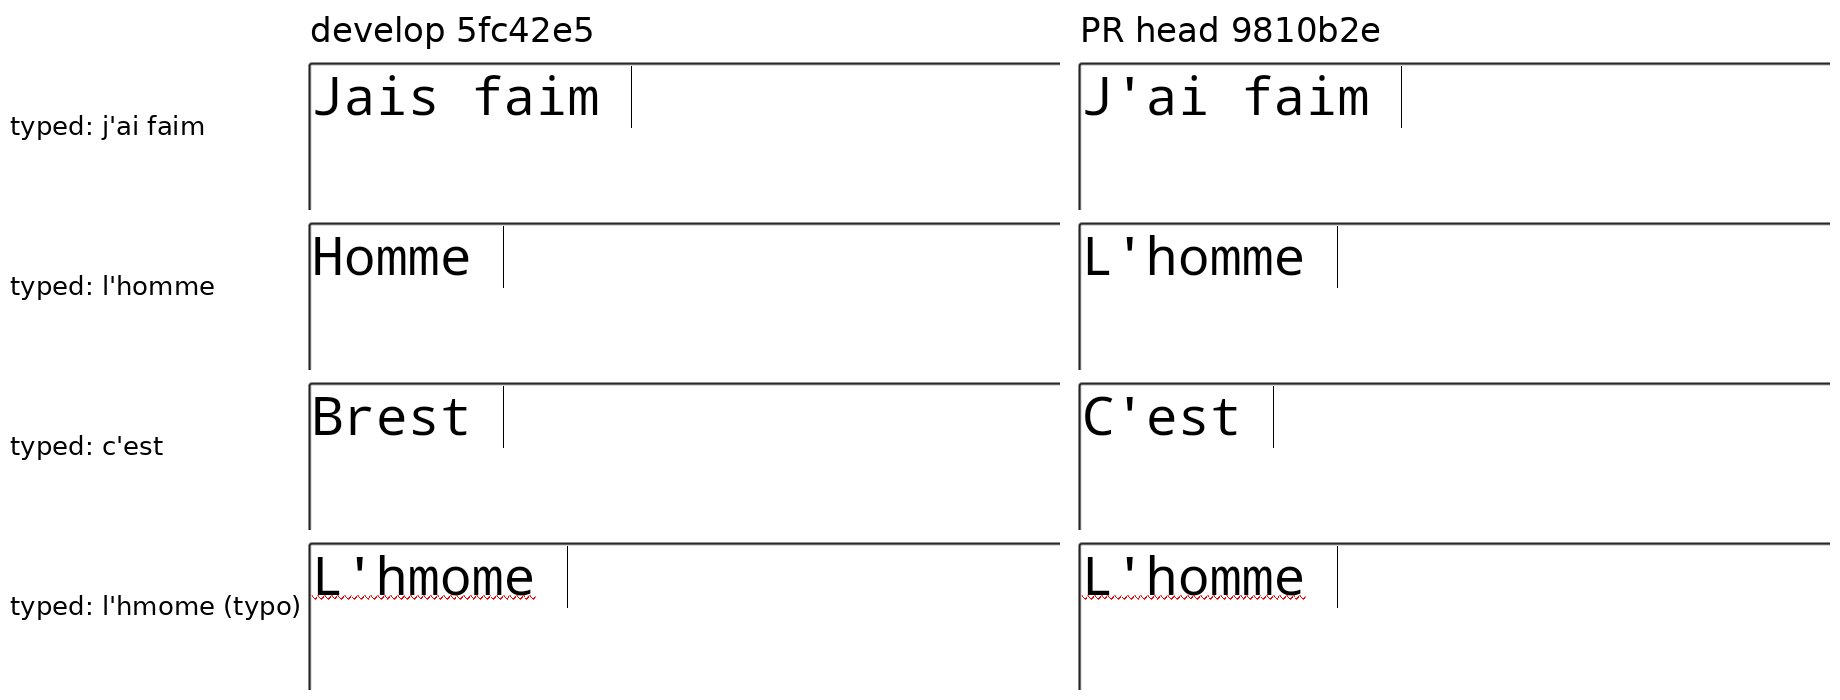 develop 5fc42e5 PR head 9810b2e
typed: j'ai faim Jais faim J'ai faim
typed: l'homme Homme L'homme
typed: c'est Brest C'est
typed: l'hmome (typo) L'hmome L'homme